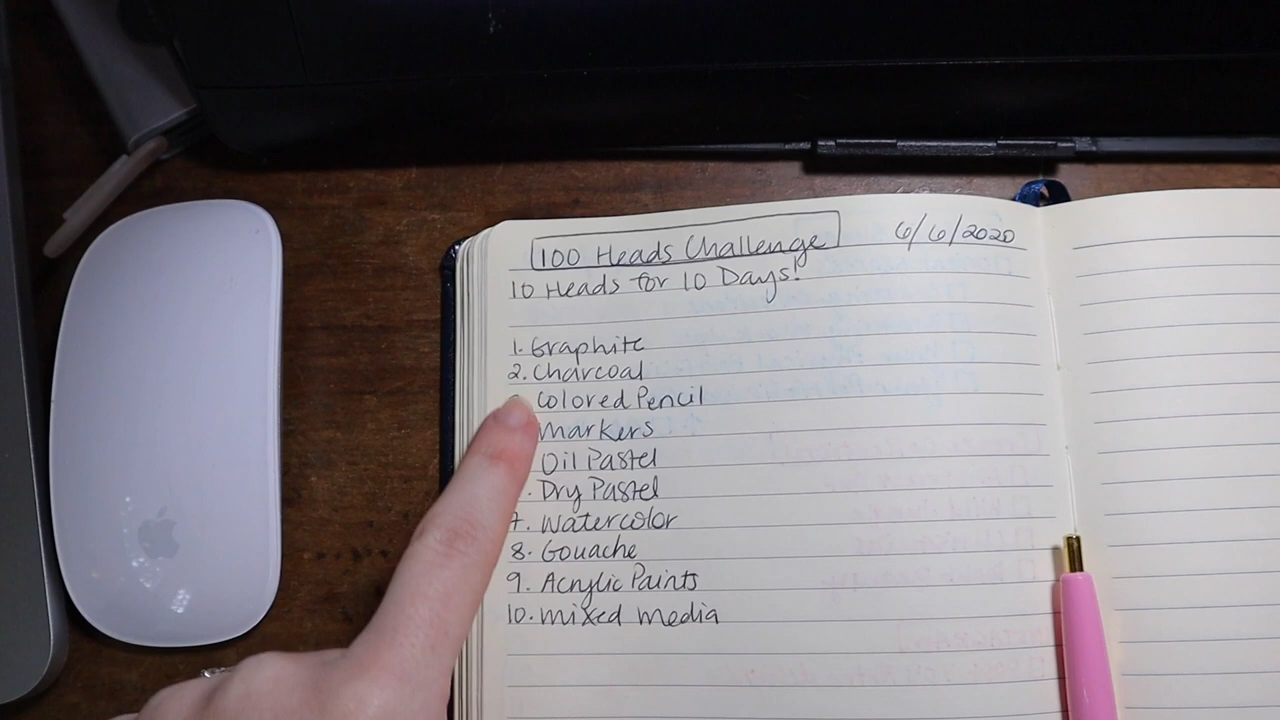 100 Heads Challenge 6/6/2020
10 Heads for 10 Days!
1. Graphite
2. Charcoal
Colored Pencil
Markers
Oil Pastel
. Dry Pastel
7. Watercolor
8. Gouache
9. Acrylic Paints
10. mixed media